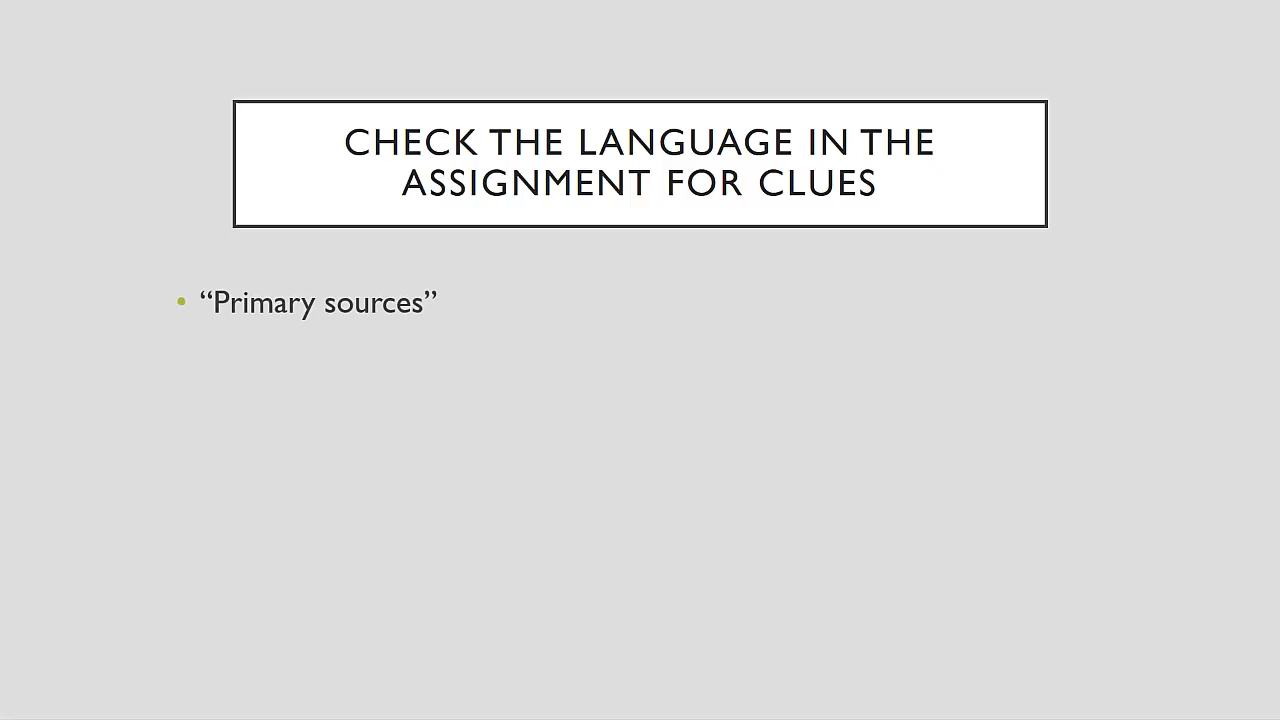 CHECK THE LANGUAGE IN THE
ASSIGNMENT FOR CLUES
• “Primary sources”